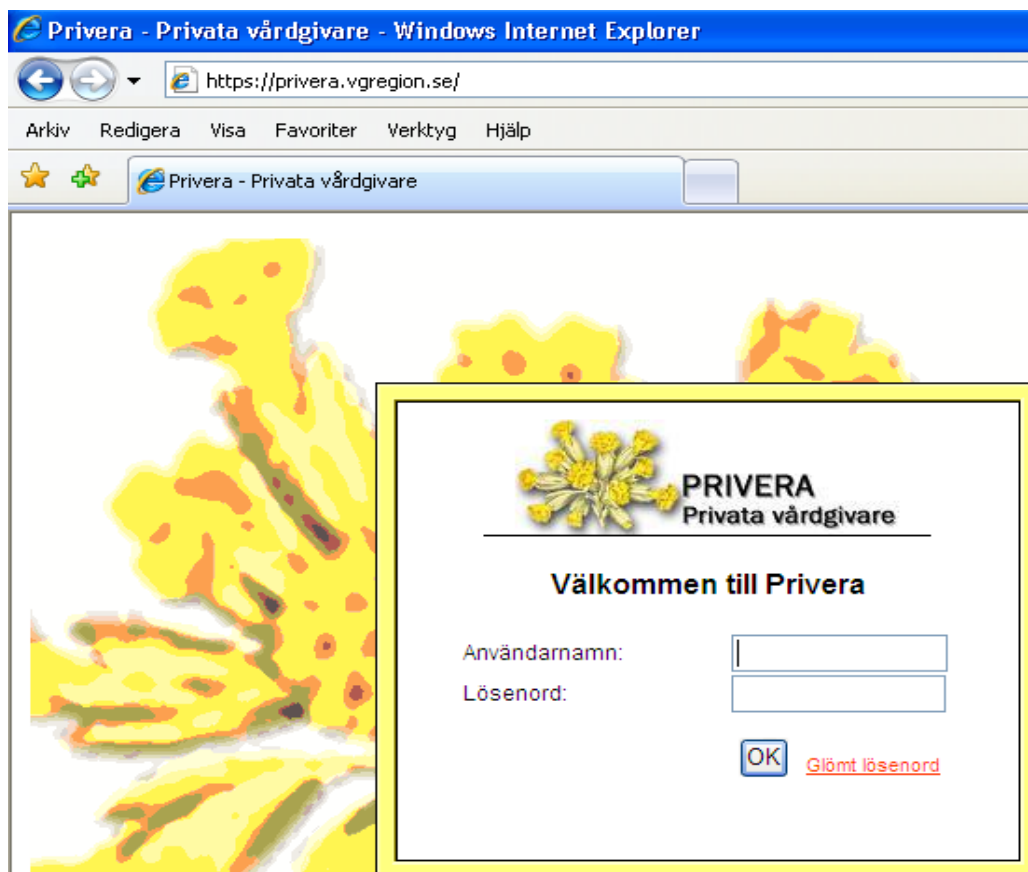 Privera - Privata vårdgivare - Windows Internet Explorer
https://privera.vgregion.se/
Arkiv Redigera Visa Favoriter Verktyg Hjälp
Privera - Privata vårdgivare
PRIVERA
Privata vårdgivare
Välkommen till Privera
Användarnamn:
Lösenord:
OK Glömt lösenord